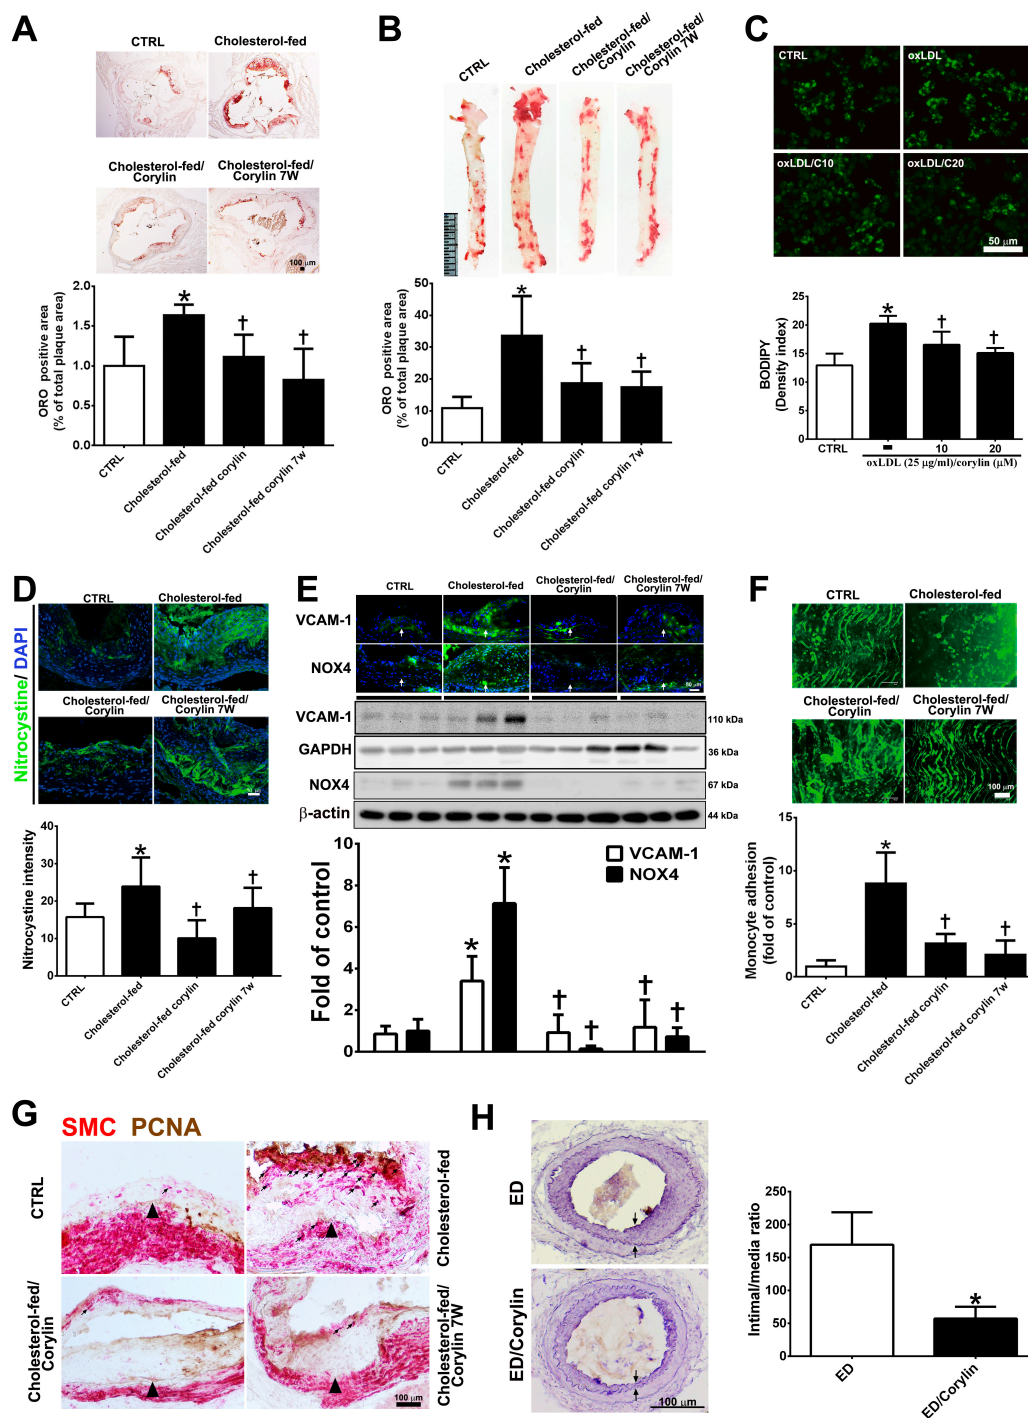 A
CTRL
Cholesterol-fed
Cholesterol-fed/
Corylin
Cholesterol-fed/
Corylin 7W
100 µm
ORO positive area
(% of total plaque area)
2.0
1.5
1.0
0.5
0.0
*
†
†
CTRL
Cholesterol-fed
Cholesterol-fed corylin
Cholesterol-fed corylin 7w
B
CTRL
Cholesterol-fed
Cholesterol-fed/
Corylin
Cholesterol-fed/
Corylin 7W
ORO positive area
(% of total plaque area)
50
40
30
20
10
0
*
†
†
CTRL
Cholesterol-fed
Cholesterol-fed corylin
Cholesterol-fed corylin 7w
C
CTRL
oxLDL
oxLDL/C10
oxLDL/C20
50 µm
BODIPY
(Density index)
25
20
15
10
5
0
*
†
†
CTRL
-
10
20
oxLDL (25 µg/ml)/corylin (µM)
D
Nitrocystine/ DAPI
CTRL
Cholesterol-fed
Cholesterol-fed/
Corylin
Cholesterol-fed/
Corylin 7W
Nitrocystine intensity
40
30
20
10
0
*
†
†
CTRL
Cholesterol-fed
Cholesterol-fed corylin
Cholesterol-fed corylin 7w
E
CTRL
Cholesterol-fed
Cholesterol-fed/
Corylin
Cholesterol-fed/
Corylin 7W
VCAM-1
NOX4
50 µm
VCAM-1
110 kDa
GAPDH
36 kDa
NOX4
67 kDa
β-actin
44 kDa
VCAM-1
NOX4
Fold of control
10
8
6
4
2
0
*
*
†
†
†
†
F
CTRL
Cholesterol-fed
Cholesterol-fed/
Corylin
Cholesterol-fed/
Corylin 7W
100 µm
Monocyte adhesion
(fold of control)
15
10
5
0
*
†
†
CTRL
Cholesterol-fed
Cholesterol-fed corylin
Cholesterol-fed corylin 7w
G
SMC PCNA
CTRL
Cholesterol-fed
Cholesterol-fed/
Corylin
Cholesterol-fed/
Corylin 7W
100 µm
H
ED
ED/Corylin
100 µm
Intimal/media ratio
250
200
150
100
50
0
*
ED
ED/Corylin